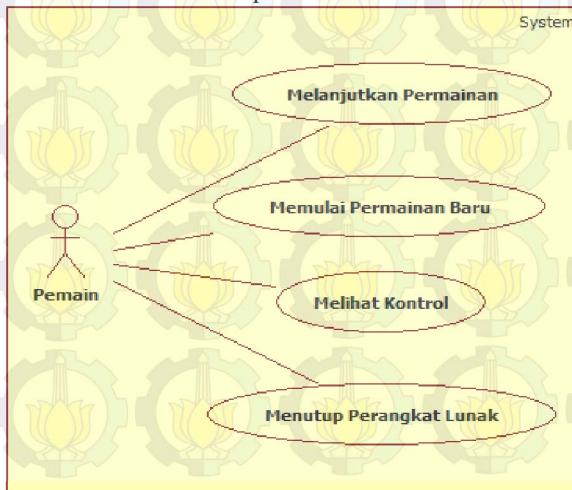 System
Melanjutkan Permainan
Memulai Permainan Baru
Pemain
Melihat Kontrol
Menutup Perangkat Lunak